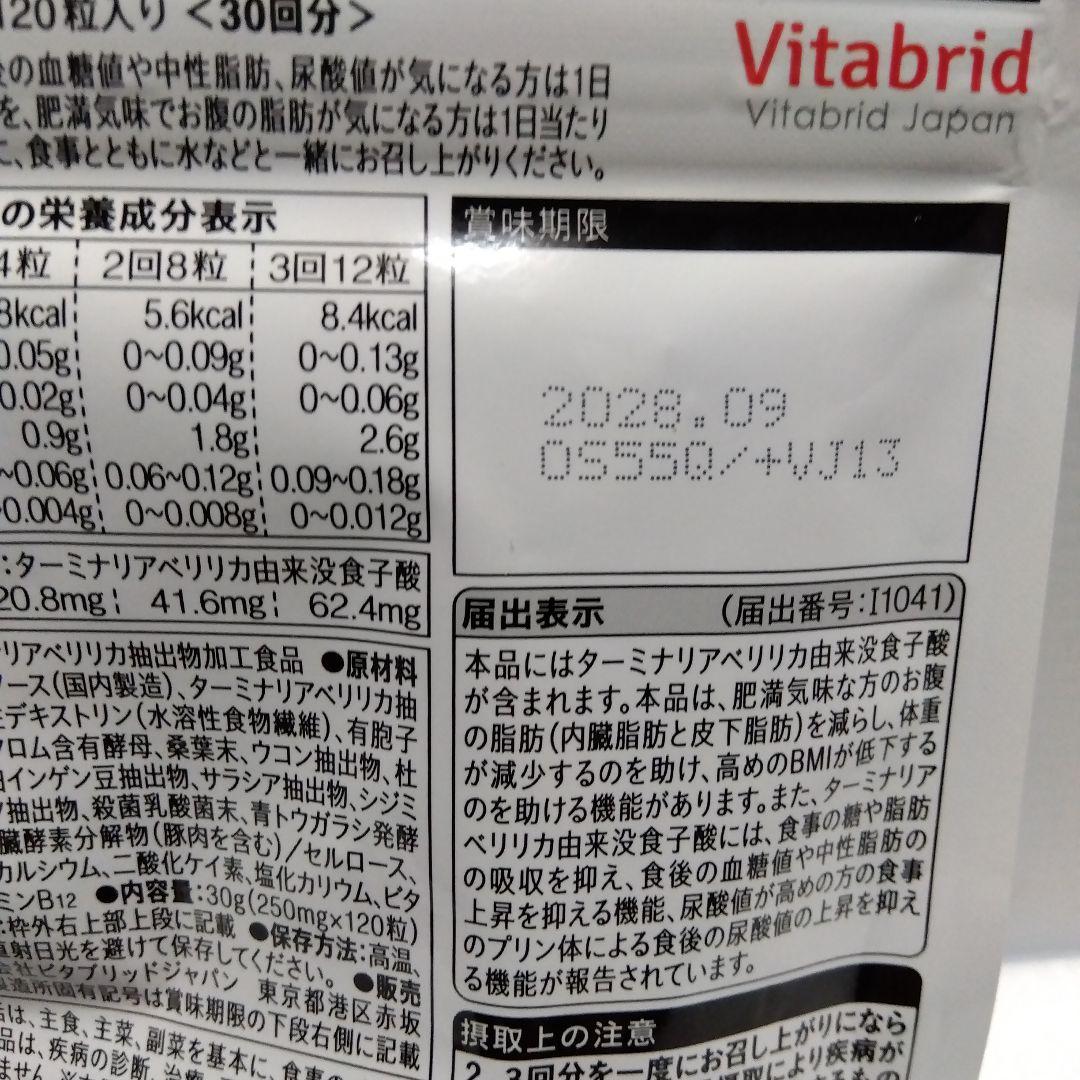 120粒入り <30回分>
後の血糖値や中性脂肪、尿酸値が気になる方は1日
を、肥満気味でお腹の脂肪が気になる方は1日当たり
に、食事とともに水などと一緒にお召し上がりください。
Vitabrid
Vitabrid Japan
の栄養成分表示
4粒 2回8粒 3回12粒
8kcal 5.6kcal 8.4kcal
0.05g 0~0.09g 0~0.13g
0.02g 0~0.04g 0~0.06g
0.9g 1.8g 2.6g
~0.06g 0.06~0.12g 0.09~0.18g
0.004g 0~0.008g 0~0.012g
:ターミナリアベリリカ由来没食子酸
20.8mg 41.6mg 62.4mg
賞味期限
2028.09
OS55Q/+VJ13
リアベリリカ抽出物加工食品 ●原材料
ース(国内製造)、ターミナリアベリリカ抽
デキストリン(水溶性食物繊維)、有胞子
ロム含有酵母、桑葉末、ウコン抽出物、杜
インゲン豆抽出物、サラシア抽出物、シジミ
抽出物、殺菌乳酸菌末、青トウガラシ発酵
臓酵素分解物(豚肉を含む)/セルロース、
カルシウム、二酸化ケイ素、塩化カリウム、ビタ
ミンB12 ●内容量:30g(250mg×120粒)
:枠外右上部上段に記載 ●保存方法:高温、
直射日光を避けて保存してください。 ●販売
会社ビタブリッドジャパン 東京都港区赤坂
製造所固有記号は賞味期限の下段右側に記載
は、主食、主菜、副菜を基本に、食事の
品は、疾病の診断、治療
ません。
届出表示 (届出番号:I1041)
本品にはターミナリアベリリカ由来没食子酸
が含まれます。本品は、肥満気味な方のお腹
の脂肪(内臓脂肪と皮下脂肪)を減らし、体重
が減少するのを助け、高めのBMIが低下する
のを助ける機能があります。また、ターミナリア
ベリリカ由来没食子酸には、食事の糖や脂肪
の吸収を抑え、食後の血糖値や中性脂肪の
上昇を抑える機能、尿酸値が高めの方の食事
のプリン体による食後の尿酸値の上昇を抑え
る機能が報告されています。
摂取上の注意
2、3回分を一度にお召し上がりになら
摂取により疾病が